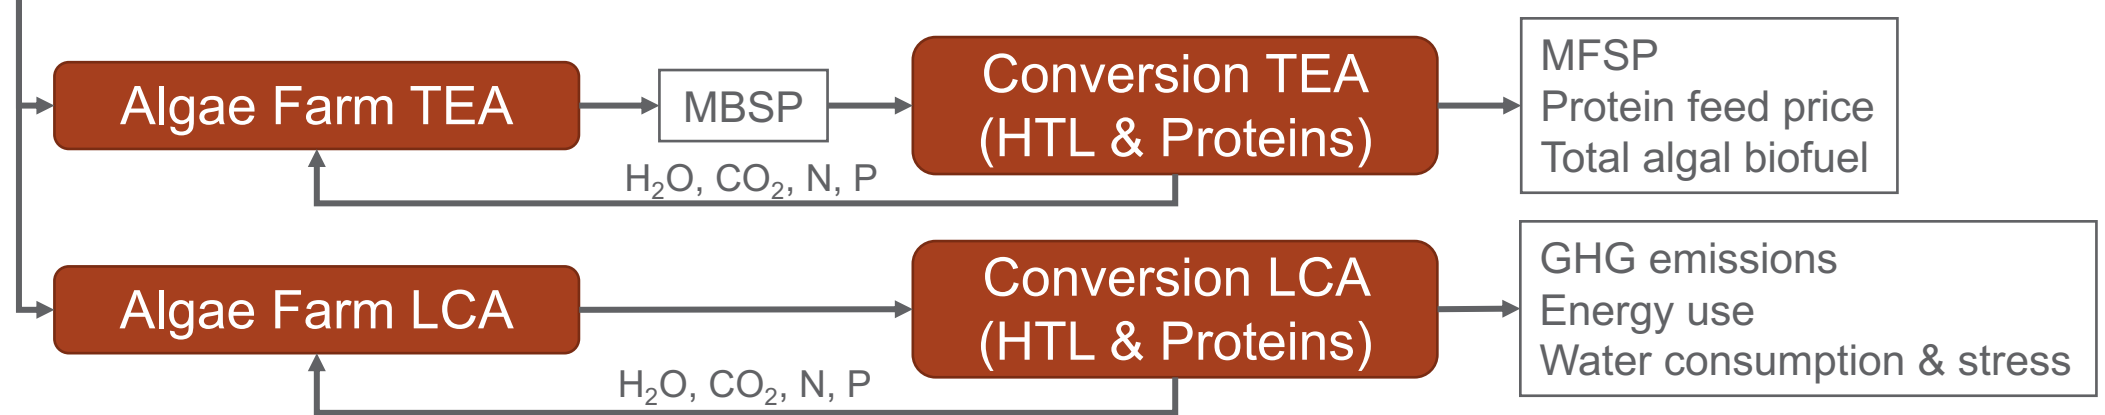 Algae Farm TEA
MBSP
Conversion TEA
(HTL & Proteins)
MFSP
Protein feed price
Total algal biofuel
H₂O, CO₂, N, P
Algae Farm LCA
Conversion LCA
(HTL & Proteins)
GHG emissions
Energy use
Water consumption & stress
H₂O, CO₂, N, P